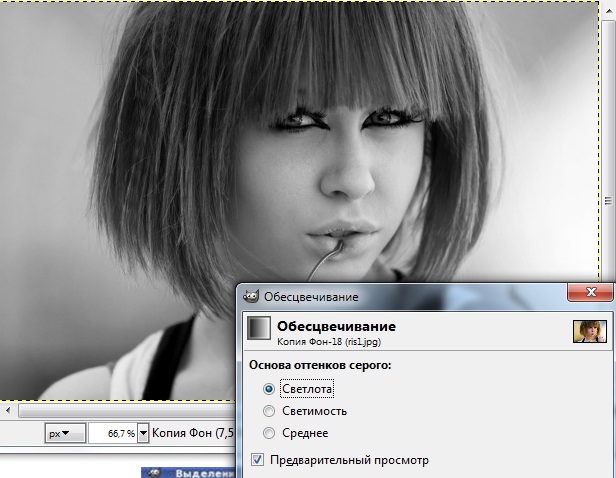 Обесцвечивание
Обесцвечивание
Копия Фон-18 (ris1.jpg)
Основа оттенков серого:
Светлота
Светимость
Среднее
Предварительный просмотр
px
66,7 %
Копия Фон (7,5
Выделени